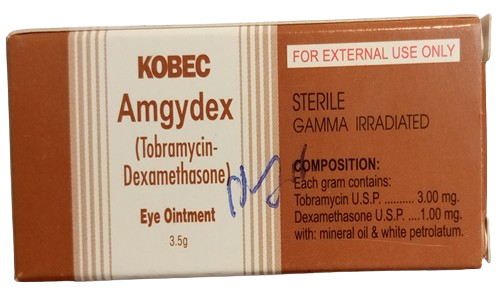 KOBEC
Amgydex
(Tobramycin-
Dexamethasone)
Eye Ointment
3.5g
FOR EXTERNAL USE ONLY
STERILE
GAMMA IRRADIATED
COMPOSITION:
Each gram contains:
Tobramycin U.S.P. .......... 3.00 mg.
Dexamethasone U.S.P. ....1.00 mg.
with: mineral oil & white petrolatum.